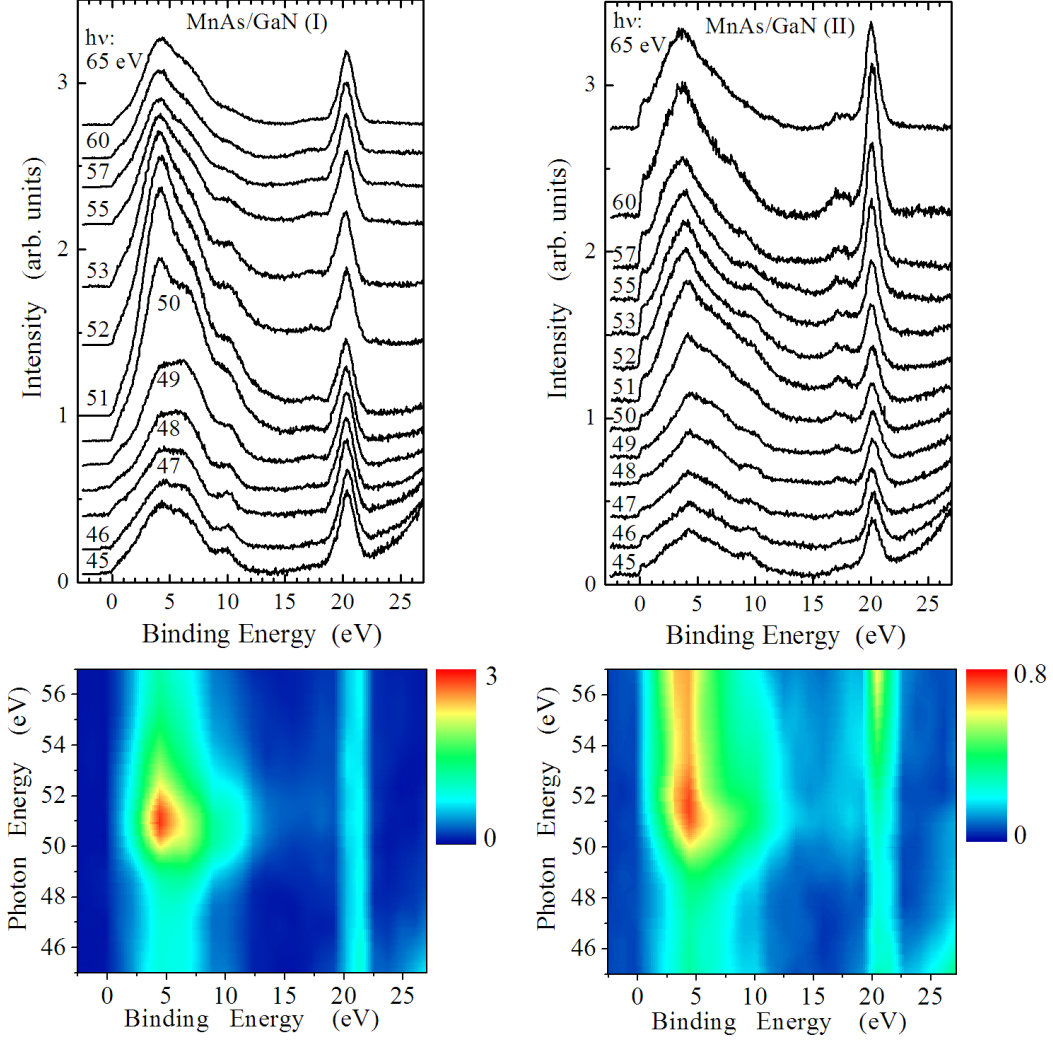 MnAs/GaN (I)
hν:
65 eV
60
57
55
53
52
51
50
49
48
47
46
45
3
2
1
0
Intensity (arb. units)
0 5 10 15 20 25
Binding Energy (eV)
MnAs/GaN (II)
hν:
65 eV
60
57
55
53
52
51
50
49
48
47
46
45
3
2
1
0
Intensity (arb. units)
0 5 10 15 20 25
Binding Energy (eV)
56
54
52
50
48
46
Photon Energy (eV)
0 5 10 15 20 25
Binding Energy (eV)
3
0
56
54
52
50
48
46
Photon Energy (eV)
0 5 10 15 20 25
Binding Energy (eV)
0.8
0